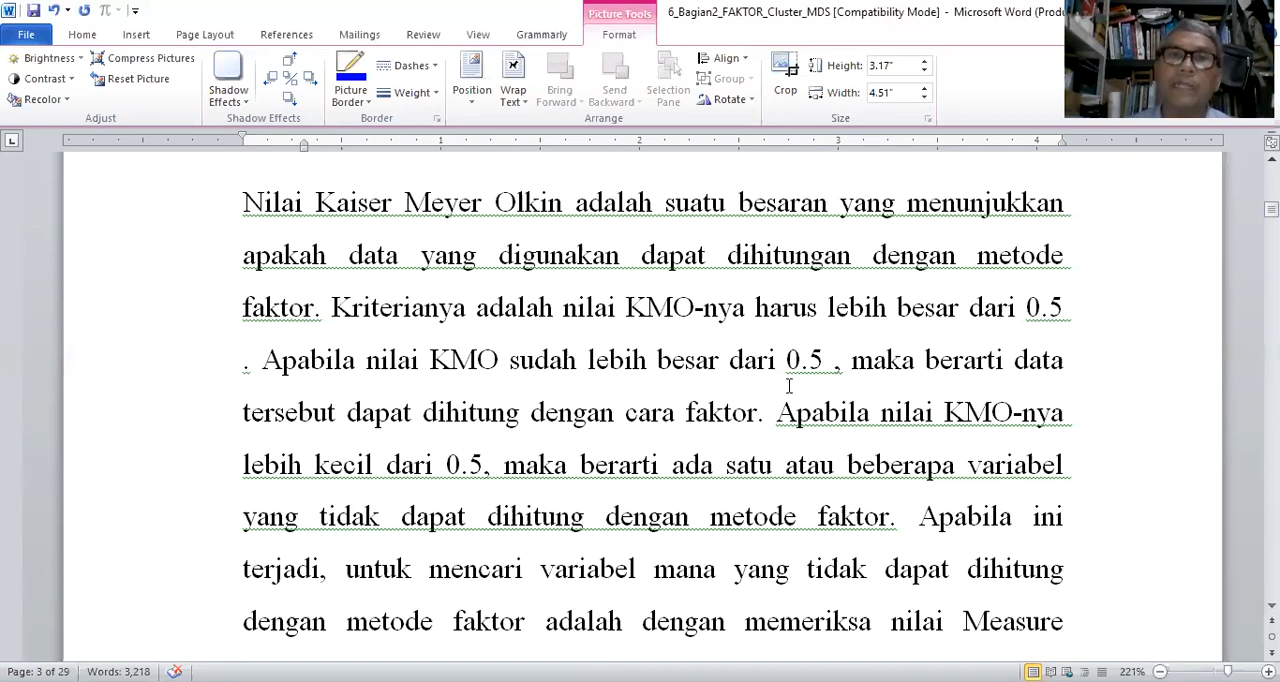 Picture Tools
6_Bagian2_FAKTOR_Cluster_MDS [Compatibility Mode] - Microsoft Word (Produ
File Home Insert Page Layout References Mailings Review View Grammarly Format
Brightness Compress Pictures
Contrast Reset Picture
Recolor
Adjust
Shadow Effects
Shadow Effects
Picture Border
Dashes
Weight
Border
Position
Wrap Text
Bring Forward
Send Backward
Selection Pane
Align
Group
Rotate
Arrange
Crop
Height: 3.17"
Width: 4.51"
Size
1 2 3 4
Nilai Kaiser Meyer Olkin adalah suatu besaran yang menunjukkan
apakah data yang digunakan dapat dihitungan dengan metode
faktor. Kriterianya adalah nilai KMO-nya harus lebih besar dari 0.5
. Apabila nilai KMO sudah lebih besar dari 0.5 , maka berarti data
tersebut dapat dihitung dengan cara faktor. Apabila nilai KMO-nya
lebih kecil dari 0.5, maka berarti ada satu atau beberapa variabel
yang tidak dapat dihitung dengan metode faktor. Apabila ini
terjadi, untuk mencari variabel mana yang tidak dapat dihitung
dengan metode faktor adalah dengan memeriksa nilai Measure
Page: 3 of 29 Words: 3,218 221%